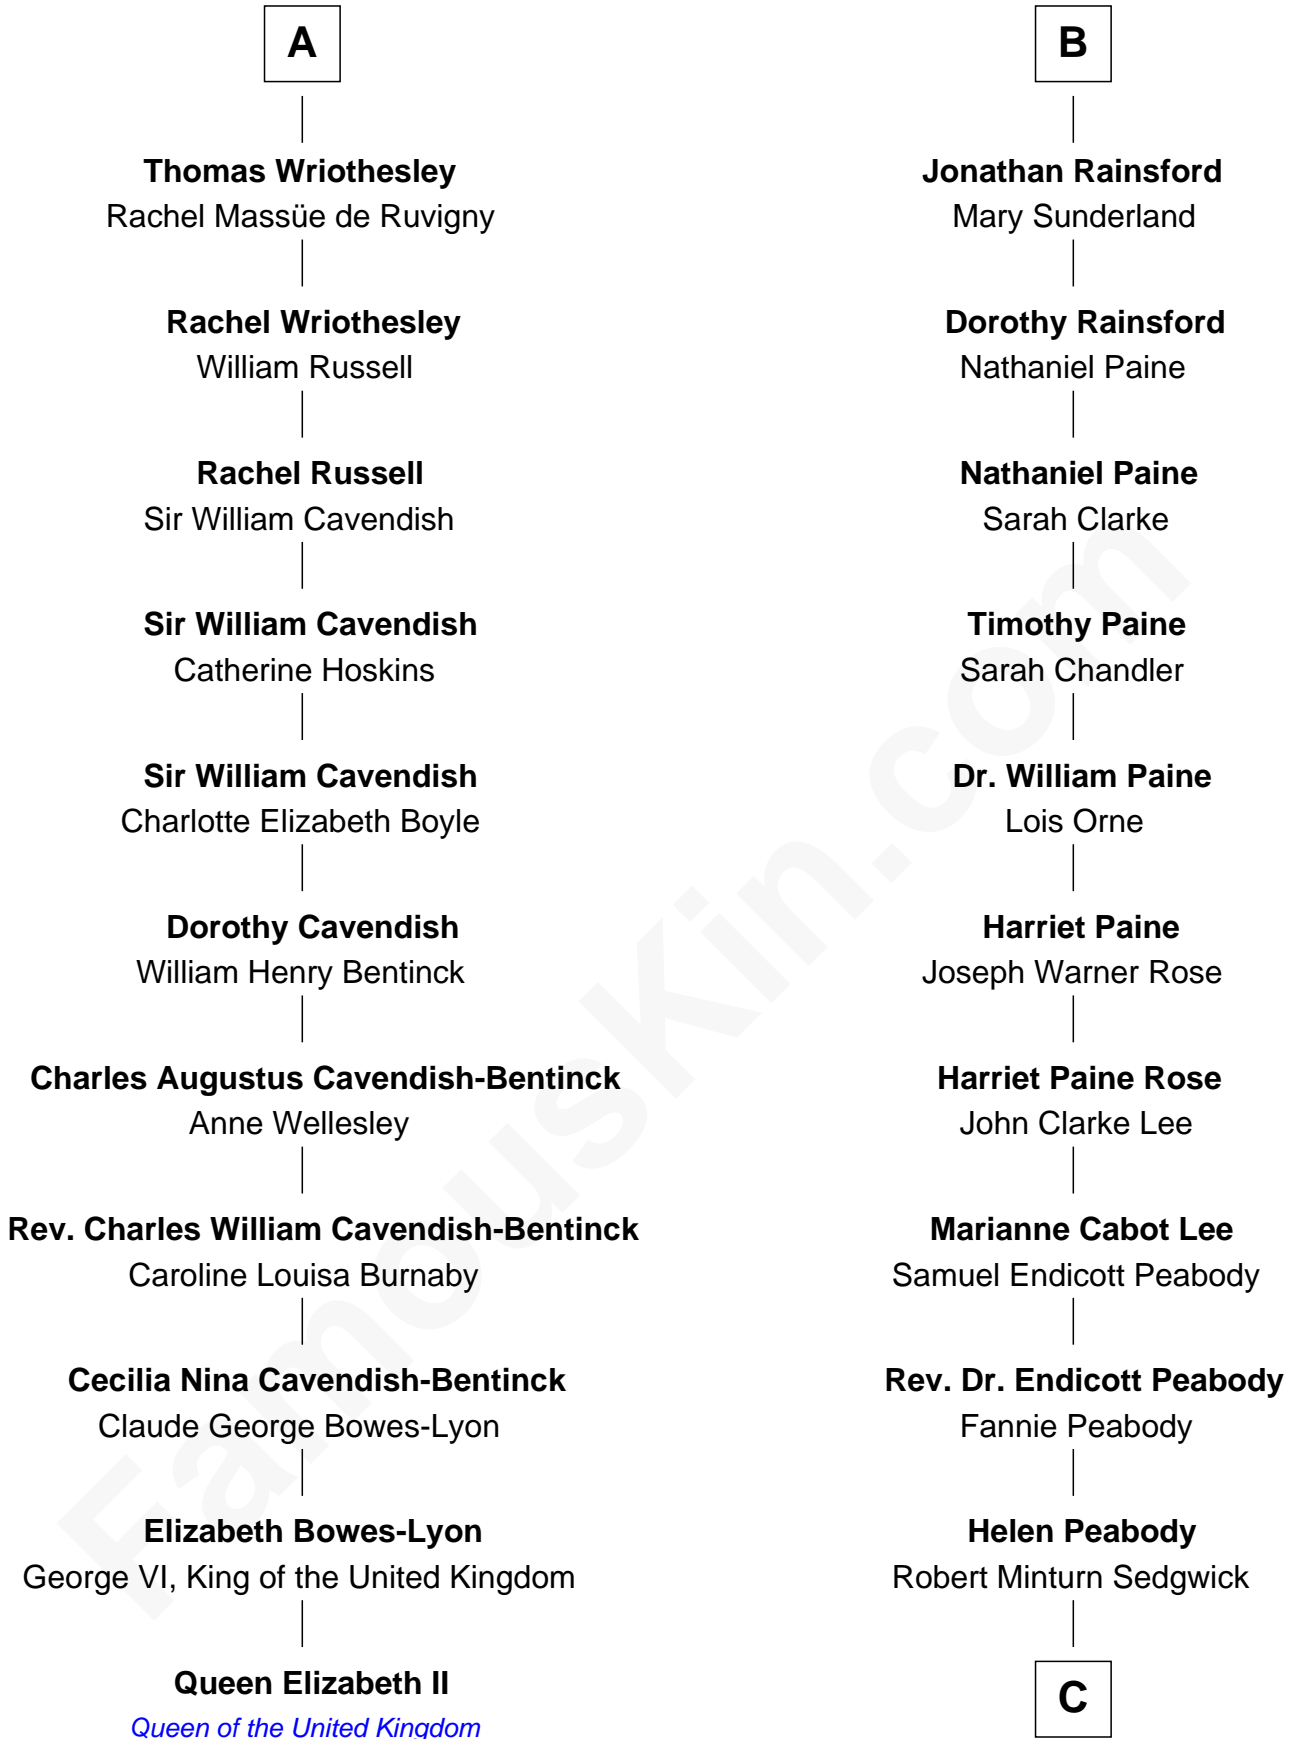 A
Thomas Wriothesley
Rachel Massüe de Ruvigny
Rachel Wriothesley
William Russell
Rachel Russell
Sir William Cavendish
Sir William Cavendish
Catherine Hoskins
Sir William Cavendish
Charlotte Elizabeth Boyle
Dorothy Cavendish
William Henry Bentinck
Charles Augustus Cavendish-Bentinck
Anne Wellesley
Rev. Charles William Cavendish-Bentinck
Caroline Louisa Burnaby
Cecilia Nina Cavendish-Bentinck
Claude George Bowes-Lyon
Elizabeth Bowes-Lyon
George VI, King of the United Kingdom
Queen Elizabeth II
Queen of the United Kingdom
B
Jonathan Rainsford
Mary Sunderland
Dorothy Rainsford
Nathaniel Paine
Nathaniel Paine
Sarah Clarke
Timothy Paine
Sarah Chandler
Dr. William Paine
Lois Orne
Harriet Paine
Joseph Warner Rose
Harriet Paine Rose
John Clarke Lee
Marianne Cabot Lee
Samuel Endicott Peabody
Rev. Dr. Endicott Peabody
Fannie Peabody
Helen Peabody
Robert Minturn Sedgwick
C
FamousKin.com